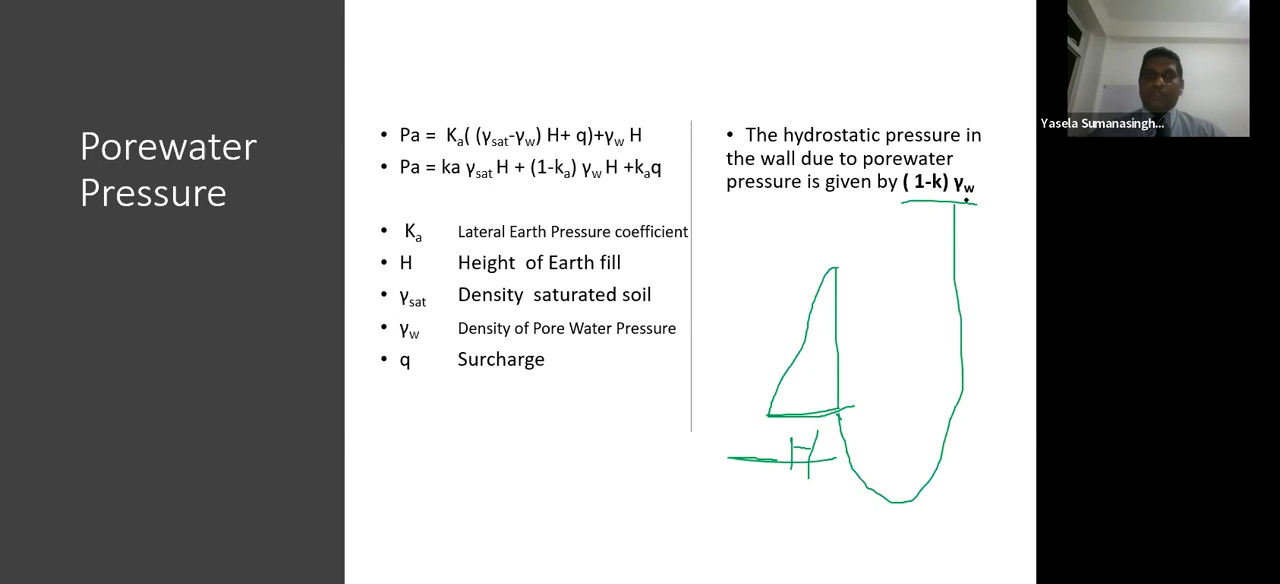 Porewater
Pressure
• Pa = Ka( (γsat-γw) H+ q)+γw H
• Pa = ka γsat H + (1-ka) γw H +kaq
• Ka Lateral Earth Pressure coefficient
• H Height of Earth fill
• γsat Density saturated soil
• γw Density of Pore Water Pressure
• q Surcharge
• The hydrostatic pressure in
the wall due to porewater
pressure is given by ( 1-k) γw
H
Yasela Sumanasingh...